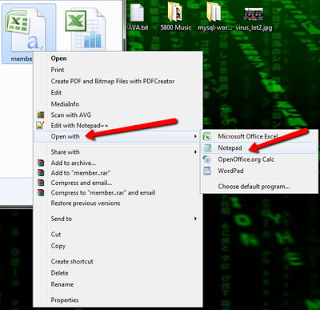 member
JAVA.txt
5800 Music
mysql-wor...
virus_lat2.jpg
Open
Print
Create PDF and Bitmap Files with PDFCreator
Edit
MediaInfo
Scan with AVG
Edit with Notepad++
Open with
Share with
Add to archive...
Add to "member..rar"
Compress and email...
Compress to "member..rar" and email
Restore previous versions
Send to
Cut
Copy
Create shortcut
Delete
Rename
Properties
Microsoft Office Excel
Notepad
OpenOffice.org Calc
WordPad
Choose default program...